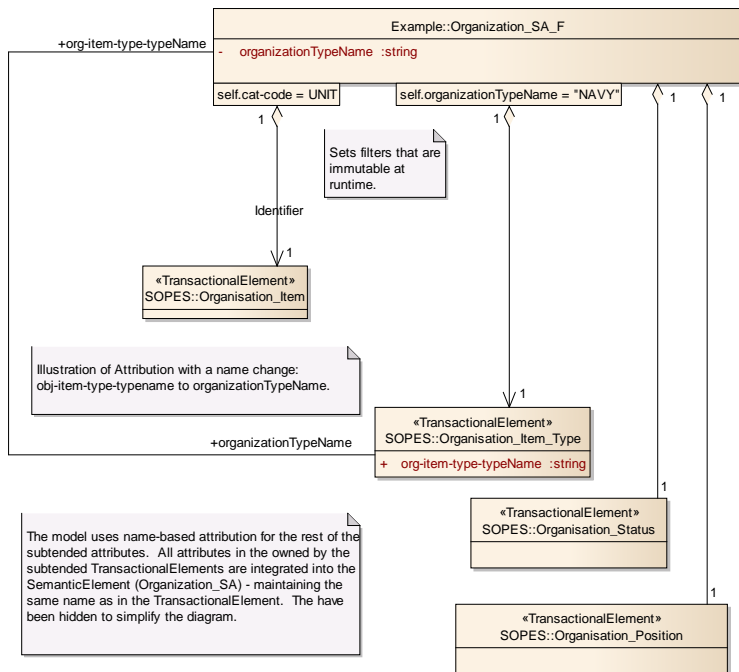 Example::Organization_SA_F
+org-item-type-typeName
- organizationTypeName :string
self.cat-code = UNIT
self.organizationTypeName = "NAVY"
1
1
1
1
Sets filters that are
immutable at
runtime.
Identifier
1
«TransactionalElement»
SOPES::Organisation_Item
Illustration of Attribution with a name change:
obj-item-type-typename to organizationTypeName.
1
«TransactionalElement»
SOPES::Organisation_Item_Type
+organizationTypeName
+ org-item-type-typeName :string
1
«TransactionalElement»
SOPES::Organisation_Status
The model uses name-based attribution for the rest of the
subtended attributes. All attributes in the owned by the
subtended TransactionalElements are integrated into the
SemanticElement (Organization_SA) - maintaining the
same name as in the TransactionalElement. The have
been hidden to simplify the diagram.
1
«TransactionalElement»
SOPES::Organisation_Position